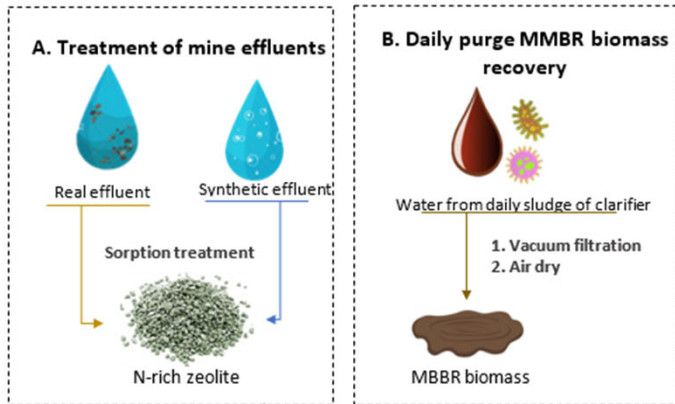 A. Treatment of mine effluents
Real effluent
Synthetic effluent
Sorption treatment
N-rich zeolite
B. Daily purge MMBR biomass
recovery
Water from daily sludge of clarifier
1. Vacuum filtration
2. Air dry
MBBR biomass